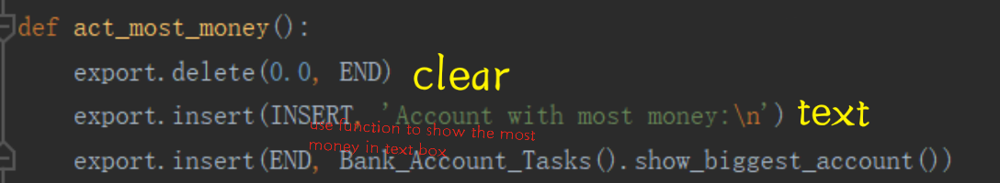 def act_most_money():
export.delete(0.0, END) clear
export.insert(INSERT, 'Account with most money:\n') text
use function to show the most
money in text box
export.insert(END, Bank_Account_Tasks().show_biggest_account())